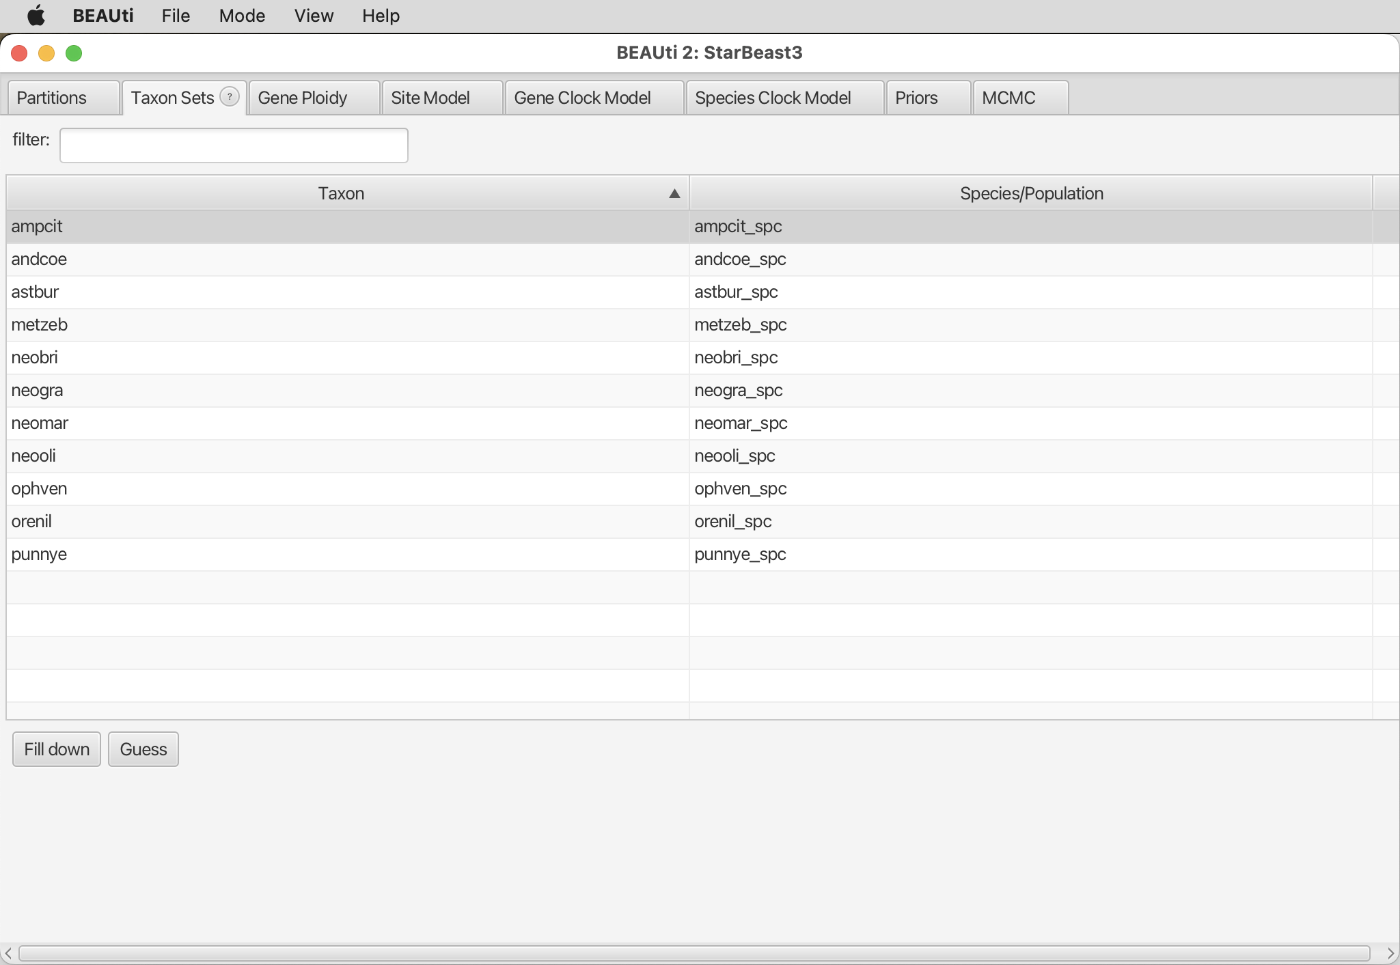 BEAUti File Mode View Help
BEAUti 2: StarBeast3
Partitions Taxon Sets ? Gene Ploidy Site Model Gene Clock Model Species Clock Model Priors MCMC
filter:
Taxon Species/Population
ampcit ampcit_spc
andcoe andcoe_spc
astbur astbur_spc
metzeb metzeb_spc
neobri neobri_spc
neogra neogra_spc
neomar neomar_spc
neooli neooli_spc
ophven ophven_spc
orenil orenil_spc
punnye punnye_spc
Fill down Guess